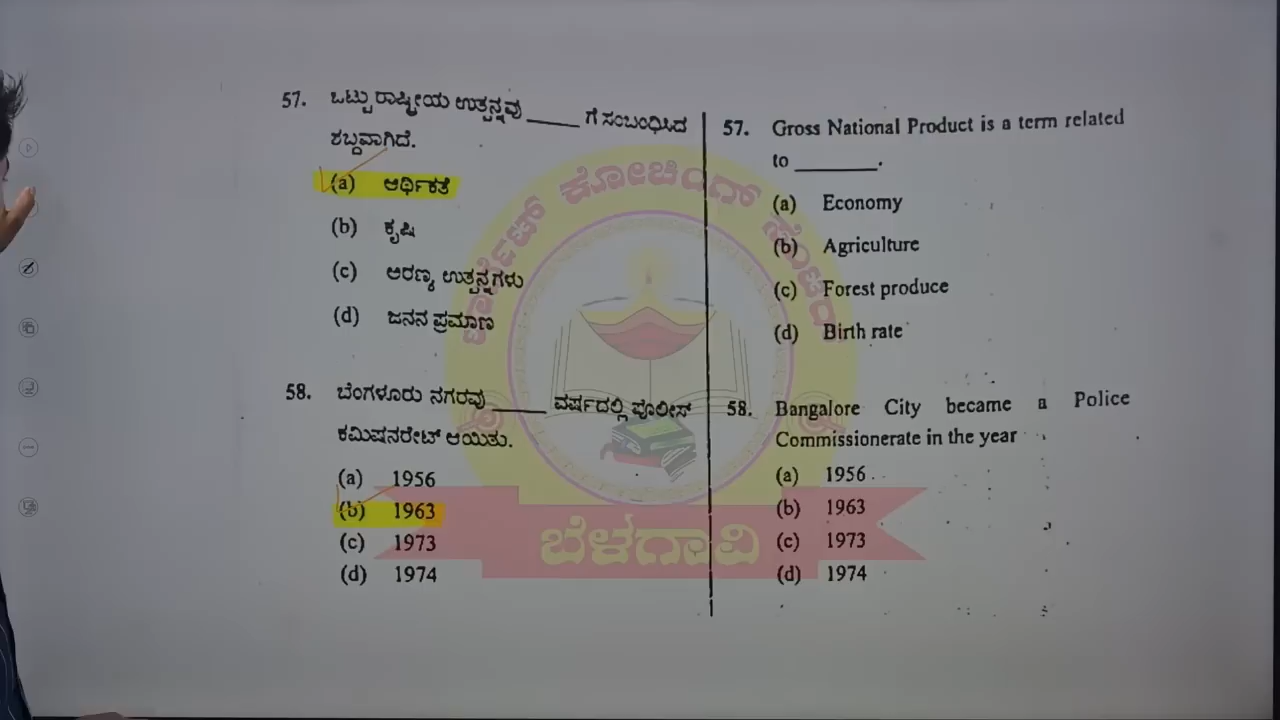 57. ಒಟ್ಟು ರಾಷ್ಟ್ರೀಯ ಉತ್ಪನ್ನವು _____ ಗೆ ಸಂಬಂಧಿಸಿದ
ಶಬ್ದವಾಗಿದೆ.
(a) ಆರ್ಥಿಕತೆ
(b) ಕೃಷಿ
(c) ಅರಣ್ಯ ಉತ್ಪನ್ನಗಳು
(d) ಜನನ ಪ್ರಮಾಣ
58. ಬೆಂಗಳೂರು ನಗರವು _____ ವರ್ಷದಲ್ಲಿ ಪೊಲೀಸ್
ಕಮಿಷನರೇಟ್ ಆಯಿತು.
(a) 1956
(b) 1963
(c) 1973
(d) 1974
57. Gross National Product is a term related
to ________.
(a) Economy
(b) Agriculture
(c) Forest produce
(d) Birth rate
58. Bangalore City became a Police
Commissionerate in the year
(a) 1956
(b) 1963
(c) 1973
(d) 1974
ಕೋಚಿಂಗ್
ಬೆಳಗಾವಿ